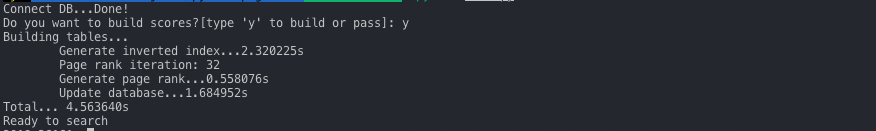 Connect DB...Done!
Do you want to build scores?[type 'y' to build or pass]: y
Building tables...
Generate inverted index...2.320225s
Page rank iteration: 32
Generate page rank...0.558076s
Update database...1.684952s
Total... 4.563640s
Ready to search